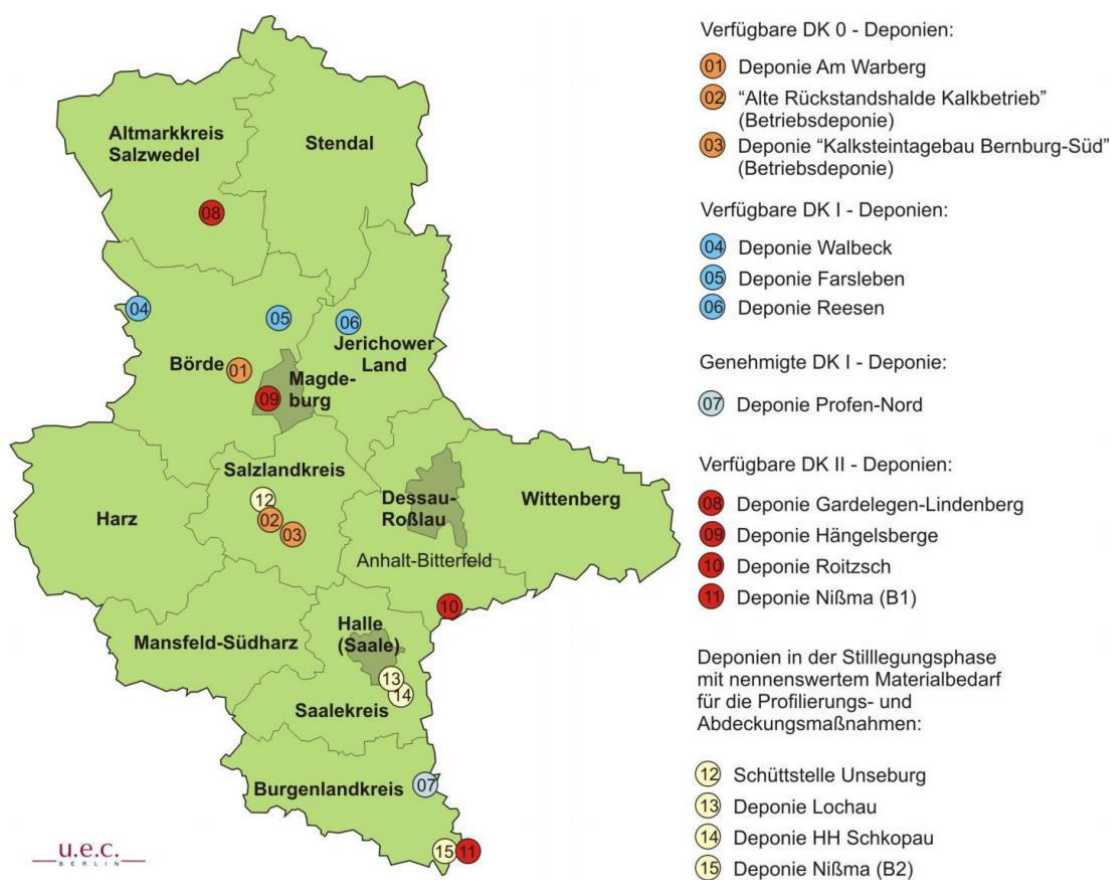 Altmarkkreis
Salzwedel
Stendal
08
04
05
06
Jerichower
Land
Börde
01
Magde-
burg
09
Salzlandkreis
12
02
03
Harz
Dessau-
Roßlau
Wittenberg
Anhalt-Bitterfeld
10
Mansfeld-Südharz
Halle
(Saale)
13
14
Saalekreis
Burgenlandkreis
07
15
11
u.e.c.
BERLIN
Verfügbare DK 0 - Deponien:
01 Deponie Am Warberg
02 “Alte Rückstandshalde Kalkbetrieb”
(Betriebsdeponie)
03 Deponie “Kalksteintagebau Bernburg-Süd”
(Betriebsdeponie)
Verfügbare DK I - Deponien:
04 Deponie Walbeck
05 Deponie Farsleben
06 Deponie Reesen
Genehmigte DK I - Deponie:
07 Deponie Profen-Nord
Verfügbare DK II - Deponien:
08 Deponie Gardelegen-Lindenberg
09 Deponie Hängelsberge
10 Deponie Roitzsch
11 Deponie Nißma (B1)
Deponien in der Stilllegungsphase
mit nennenswertem Materialbedarf
für die Profilierungs- und
Abdeckungsmaßnahmen:
12 Schüttstelle Unseburg
13 Deponie Lochau
14 Deponie HH Schkopau
15 Deponie Nißma (B2)